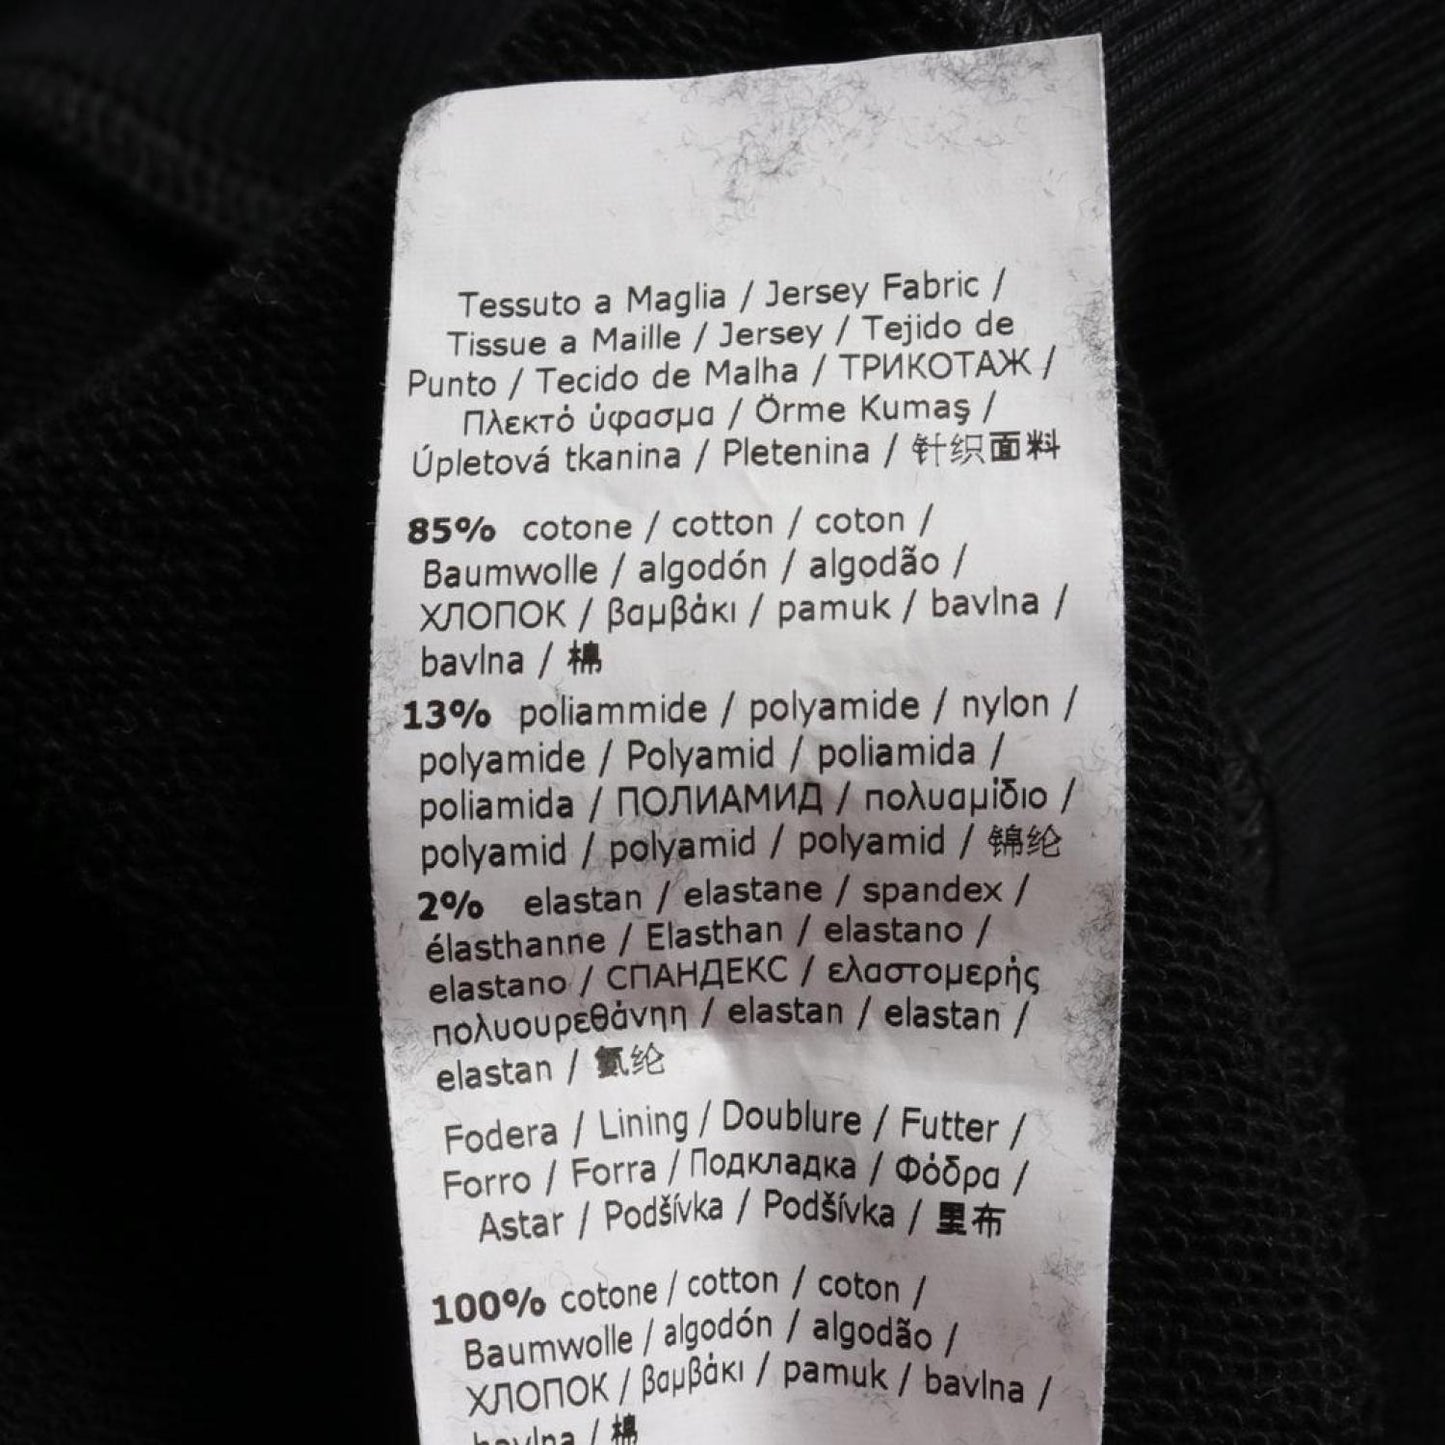 Tessuto a Maglia / Jersey Fabric /
Tissue a Maille / Jersey / Tejido de
Punto / Tecido de Malha / ТРИКОТАЖ /
Πλεκτό ύφασμα / Örme Kumaş /
Úpletová tkanina / Pletenina / 针织面料
85% cotone / cotton / coton /
Baumwolle / algodón / algodão /
ХЛОПОК / βαμβάκι / pamuk / bavlna /
bavlna / 棉
13% poliammide / polyamide / nylon /
polyamide / Polyamid / poliamida /
poliamida / ПОЛИАМИД / πολυαμίδιο /
polyamid / polyamid / polyamid / 锦纶
2% elastan / elastane / spandex /
élasthanne / Elasthan / elastano /
elastano / СПАНДЕКС / ελαστομερής
πολυουρεθάνηη / elastan / elastan /
elastan / 氨纶
Fodera / Lining / Doublure / Futter /
Forro / Forra / Подкладка / Φόδρα /
Astar / Podšívka / Podšívka / 里布
100% cotone / cotton / coton /
Baumwolle / algodón / algodão /
ХЛОПОК / βαμβάκι / pamuk / bavlna /
bavlna / 棉